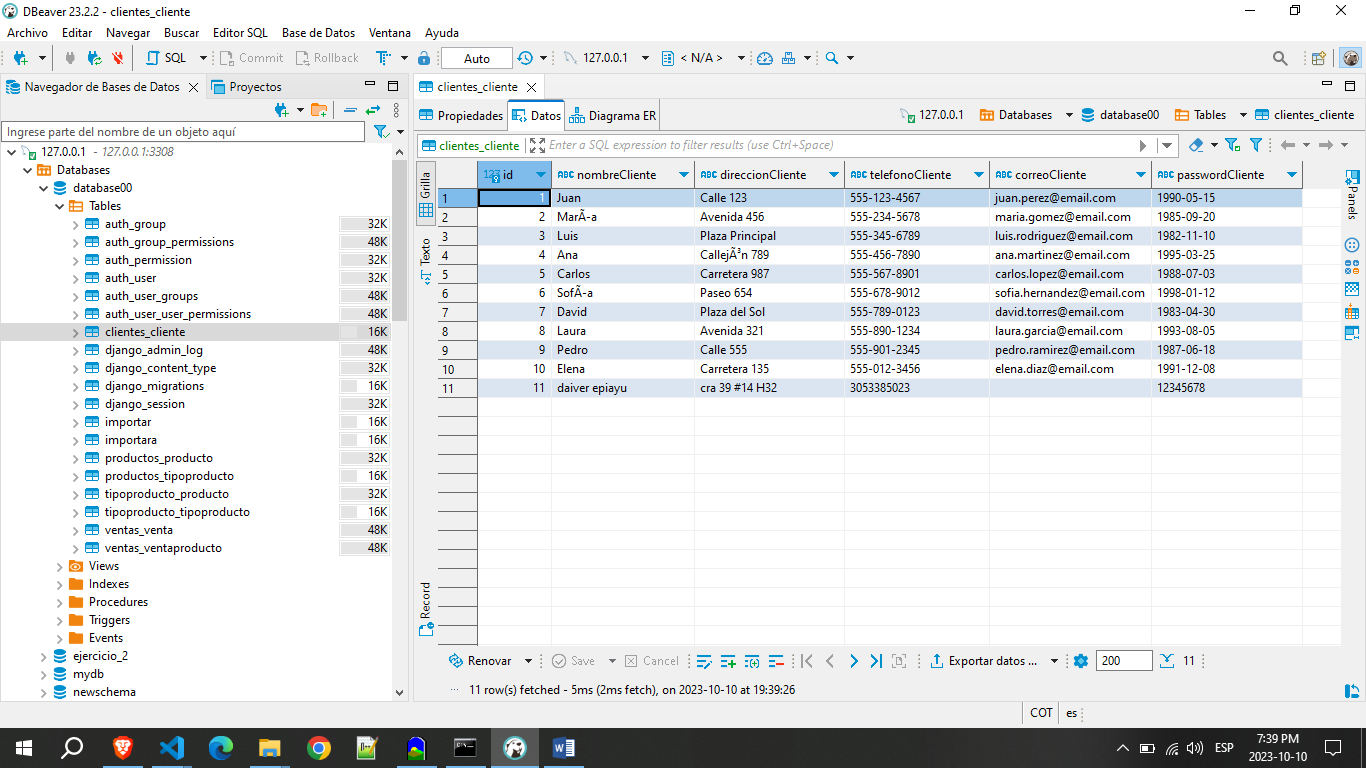 DBeaver 23.2.2 - clientes_cliente
Archivo Editar Navegar Buscar Editor SQL Base de Datos Ventana Ayuda
SQL Commit Rollback Auto 127.0.0.1 < N/A >
Navegador de Bases de Datos Proyectos
Ingrese parte del nombre de un objeto aquí
127.0.0.1 - 127.0.0.1:3308
Databases
database00
Tables
auth_group 32K
auth_group_permissions 48K
auth_permission 32K
auth_user 32K
auth_user_groups 48K
auth_user_user_permissions 48K
clientes_cliente 16K
django_admin_log 48K
django_content_type 32K
django_migrations 16K
django_session 32K
importar 16K
importara 16K
productos_producto 32K
productos_tipoproducto 16K
tipoproducto_producto 32K
tipoproducto_tipoproducto 16K
ventas_venta 48K
ventas_ventaproducto 48K
Views
Indexes
Procedures
Triggers
Events
ejercicio_2
mydb
newschema
clientes_cliente
Propiedades Datos Diagrama ER 127.0.0.1 Databases database00 Tables clientes_cliente
clientes_cliente Enter a SQL expression to filter results (use Ctrl+Space)
Grilla
Texto
Record
123 id ABC nombreCliente ABC direccionCliente ABC telefonoCliente ABC correoCliente ABC passwordCliente
1 1 Juan Calle 123 555-123-4567 juan.perez@email.com 1990-05-15
2 2 MarÃ-a Avenida 456 555-234-5678 maria.gomez@email.com 1985-09-20
3 3 Luis Plaza Principal 555-345-6789 luis.rodriguez@email.com 1982-11-10
4 4 Ana CallejÃ³n 789 555-456-7890 ana.martinez@email.com 1995-03-25
5 5 Carlos Carretera 987 555-567-8901 carlos.lopez@email.com 1988-07-03
6 6 SofÃ-a Paseo 654 555-678-9012 sofia.hernandez@email.com 1998-01-12
7 7 David Plaza del Sol 555-789-0123 david.torres@email.com 1983-04-30
8 8 Laura Avenida 321 555-890-1234 laura.garcia@email.com 1993-08-05
9 9 Pedro Calle 555 555-901-2345 pedro.ramirez@email.com 1987-06-18
10 10 Elena Carretera 135 555-012-3456 elena.diaz@email.com 1991-12-08
11 11 daiver epiayu cra 39 #14 H32 3053385023 12345678
Panels
Renovar Save Cancel Exportar datos ... 200 11
11 row(s) fetched - 5ms (2ms fetch), on 2023-10-10 at 19:39:26
COT es
ESP 7:39 PM
2023-10-10